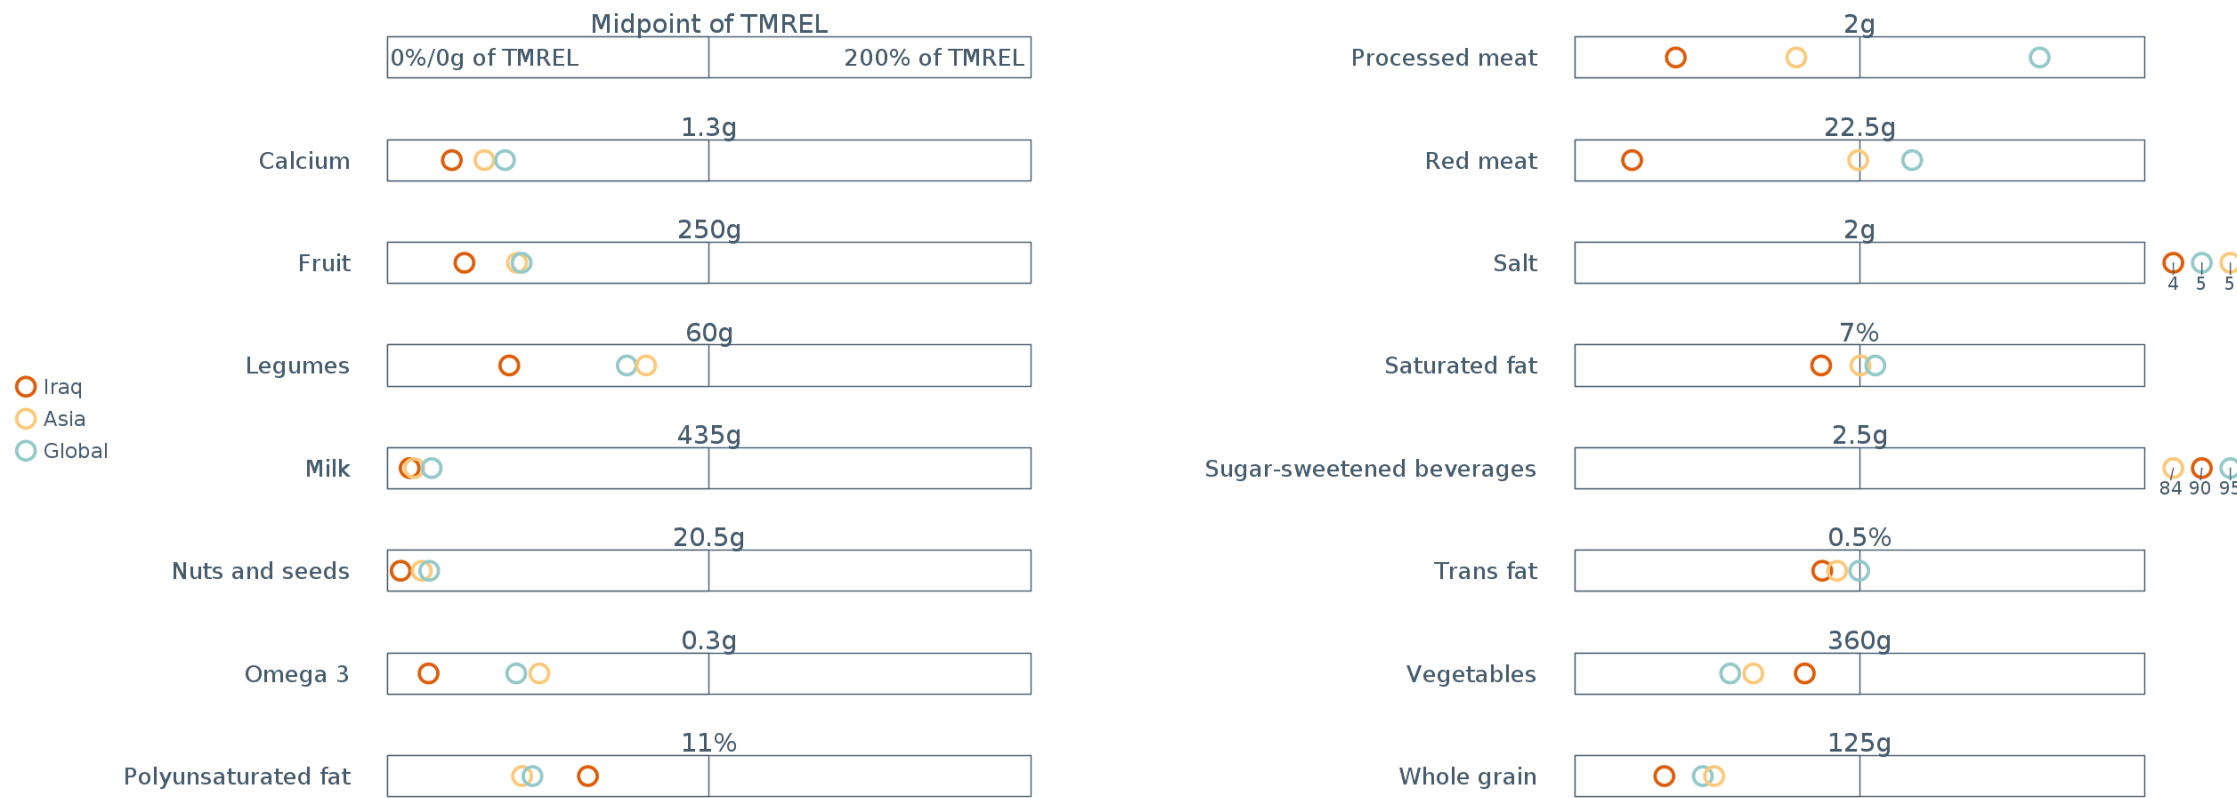 Midpoint of TMREL
0%/0g of TMREL 200% of TMREL
1.3g
Calcium
250g
Fruit
60g
Legumes
435g
Milk
20.5g
Nuts and seeds
0.3g
Omega 3
11%
Polyunsaturated fat
Iraq
Asia
Global
2g
Processed meat
22.5g
Red meat
2g
Salt
4 5 5
7%
Saturated fat
2.5g
Sugar-sweetened beverages
84 90 95
0.5%
Trans fat
360g
Vegetables
125g
Whole grain